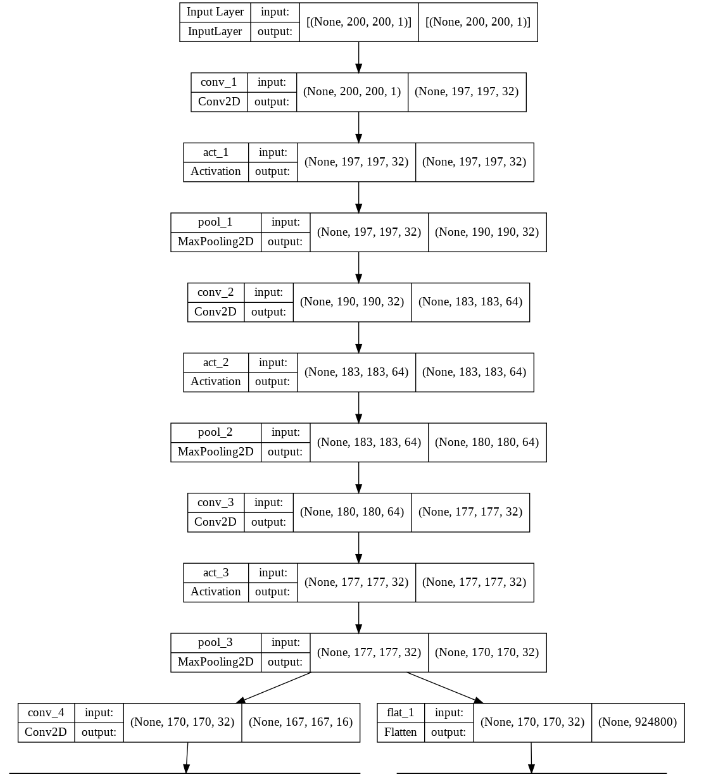 Input Layer input: [(None, 200, 200, 1)] [(None, 200, 200, 1)]
InputLayer output:
conv_1 input: (None, 200, 200, 1) (None, 197, 197, 32)
Conv2D output:
act_1 input: (None, 197, 197, 32) (None, 197, 197, 32)
Activation output:
pool_1 input: (None, 197, 197, 32) (None, 190, 190, 32)
MaxPooling2D output:
conv_2 input: (None, 190, 190, 32) (None, 183, 183, 64)
Conv2D output:
act_2 input: (None, 183, 183, 64) (None, 183, 183, 64)
Activation output:
pool_2 input: (None, 183, 183, 64) (None, 180, 180, 64)
MaxPooling2D output:
conv_3 input: (None, 180, 180, 64) (None, 177, 177, 32)
Conv2D output:
act_3 input: (None, 177, 177, 32) (None, 177, 177, 32)
Activation output:
pool_3 input: (None, 177, 177, 32) (None, 170, 170, 32)
MaxPooling2D output:
conv_4 input: (None, 170, 170, 32) (None, 167, 167, 16)
Conv2D output:
flat_1 input: (None, 170, 170, 32) (None, 924800)
Flatten output: